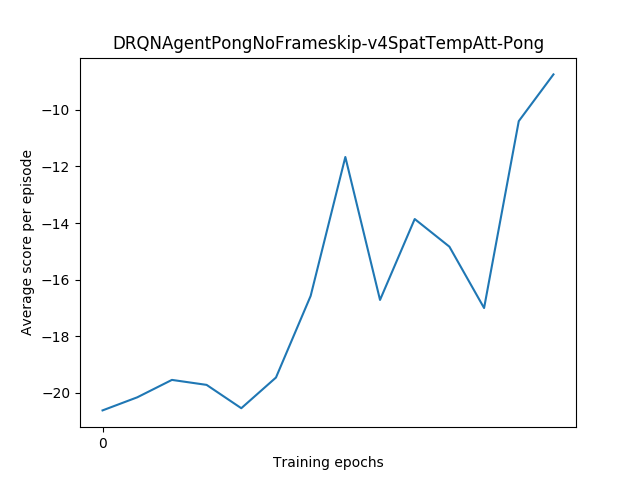 DRQNAgentPongNoFrameskip-v4SpatTempAtt-Pong
Average score per episode
−10
−12
−14
−16
−18
−20
0
Training epochs